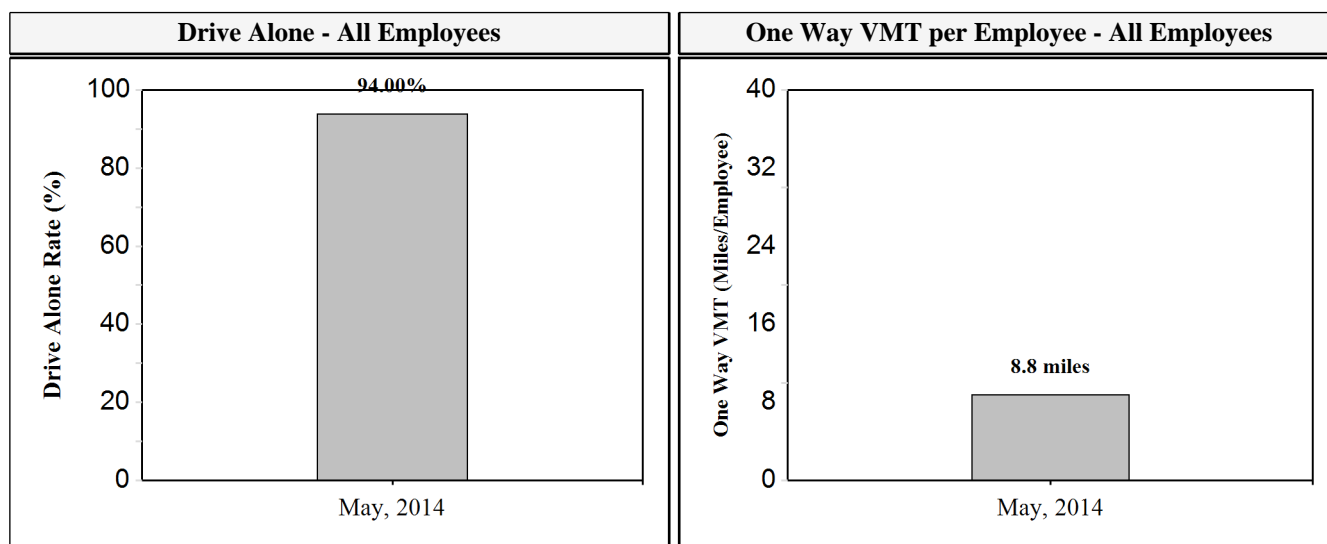 Drive Alone - All Employees
One Way VMT per Employee - All Employees
Drive Alone Rate (%)
100
80
60
40
20
0
94.00%
May, 2014
One Way VMT (Miles/Employee)
40
32
24
16
8
0
8.8 miles
May, 2014